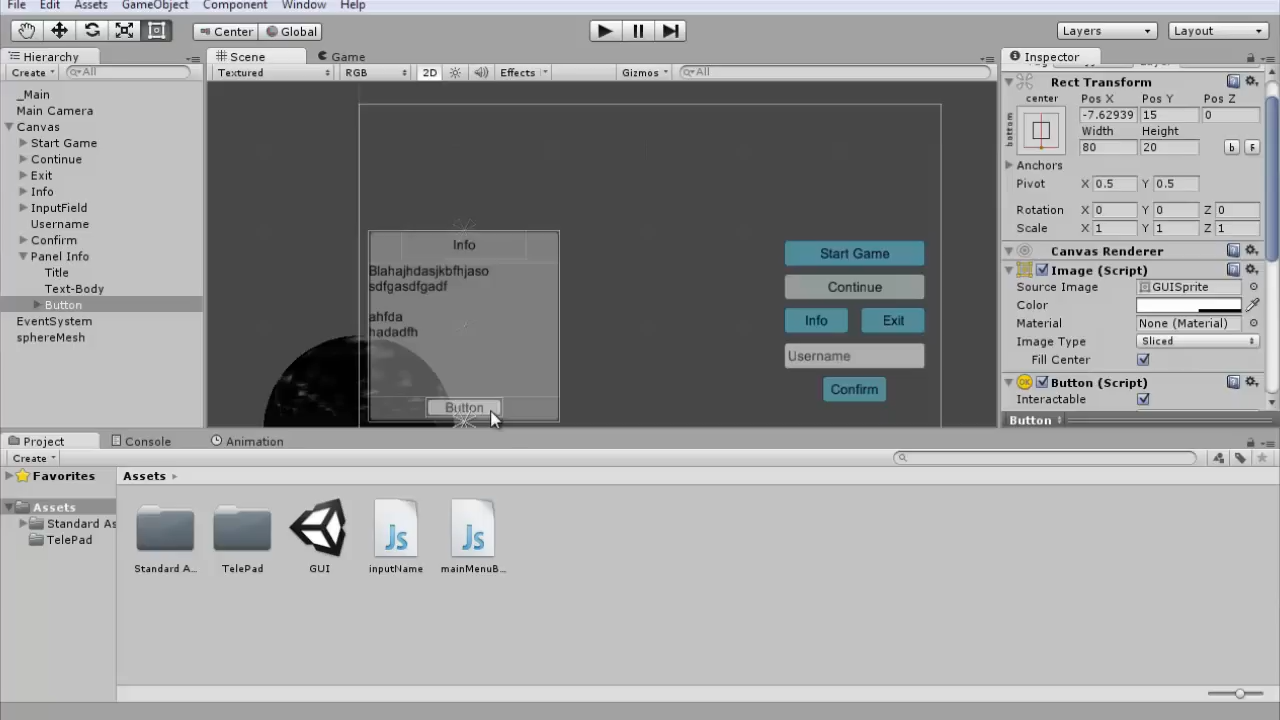 File Edit Assets GameObject Component Window Help
Center Global Layers Layout
Hierarchy
Create All
_Main
Main Camera
Canvas
Start Game
Continue
Exit
Info
InputField
Username
Confirm
Panel Info
Title
Text-Body
Button
EventSystem
sphereMesh
Scene Game
Textured RGB 2D Effects Gizmos All
Info
Blahajhdasjkbfhjaso
sdfgasdfgadf
ahfda
hadadfh
Button
Start Game
Continue
Info Exit
Username
Confirm
Inspector
Rect Transform
center Pos X Pos Y Pos Z
bottom -7.62939 15 0
Width Height
80 20 b F
Anchors
Pivot X 0.5 Y 0.5
Rotation X 0 Y 0 Z 0
Scale X 1 Y 1 Z 1
Canvas Renderer
Image (Script)
Source Image GUISprite
Color
Material None (Material)
Image Type Sliced
Fill Center
OK Button (Script)
Interactable
Button
Project Console Animation
Create
Favorites
Assets
Standard As
TelePad
Assets
Standard A... TelePad GUI inputName mainMenuB...
Js Js